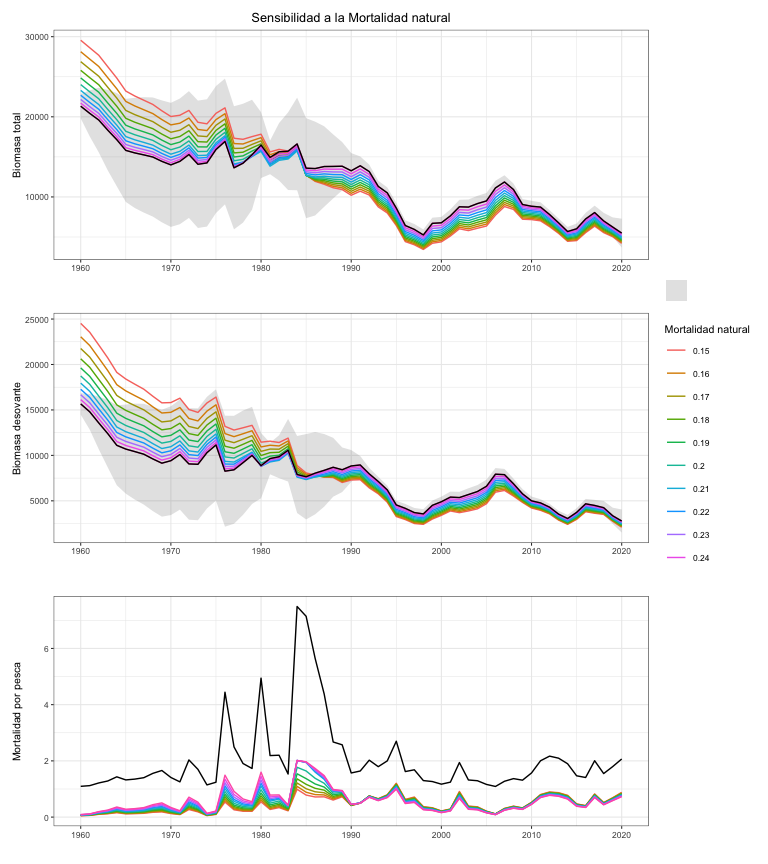 Sensibilidad a la Mortalidad natural
Biomasa total
30000
20000
10000
1960 1970 1980 1990 2000 2010 2020
Biomasa desovante
25000
20000
15000
10000
5000
1960 1970 1980 1990 2000 2010 2020
Mortalidad natural
0.15
0.16
0.17
0.18
0.19
0.2
0.21
0.22
0.23
0.24
Mortalidad por pesca
6
4
2
0
1960 1970 1980 1990 2000 2010 2020